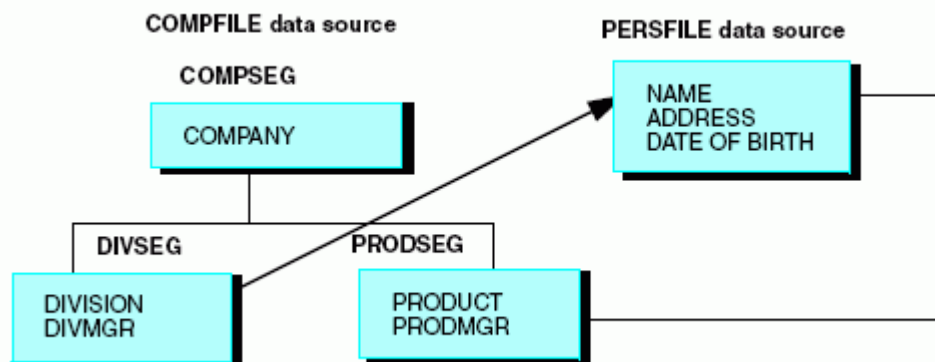 COMPFILE data source
PERSFILE data source
COMPSEG
COMPANY
NAME
ADDRESS
DATE OF BIRTH
DIVSEG
PRODSEG
DIVISION
DIVMGR
PRODUCT
PRODMGR